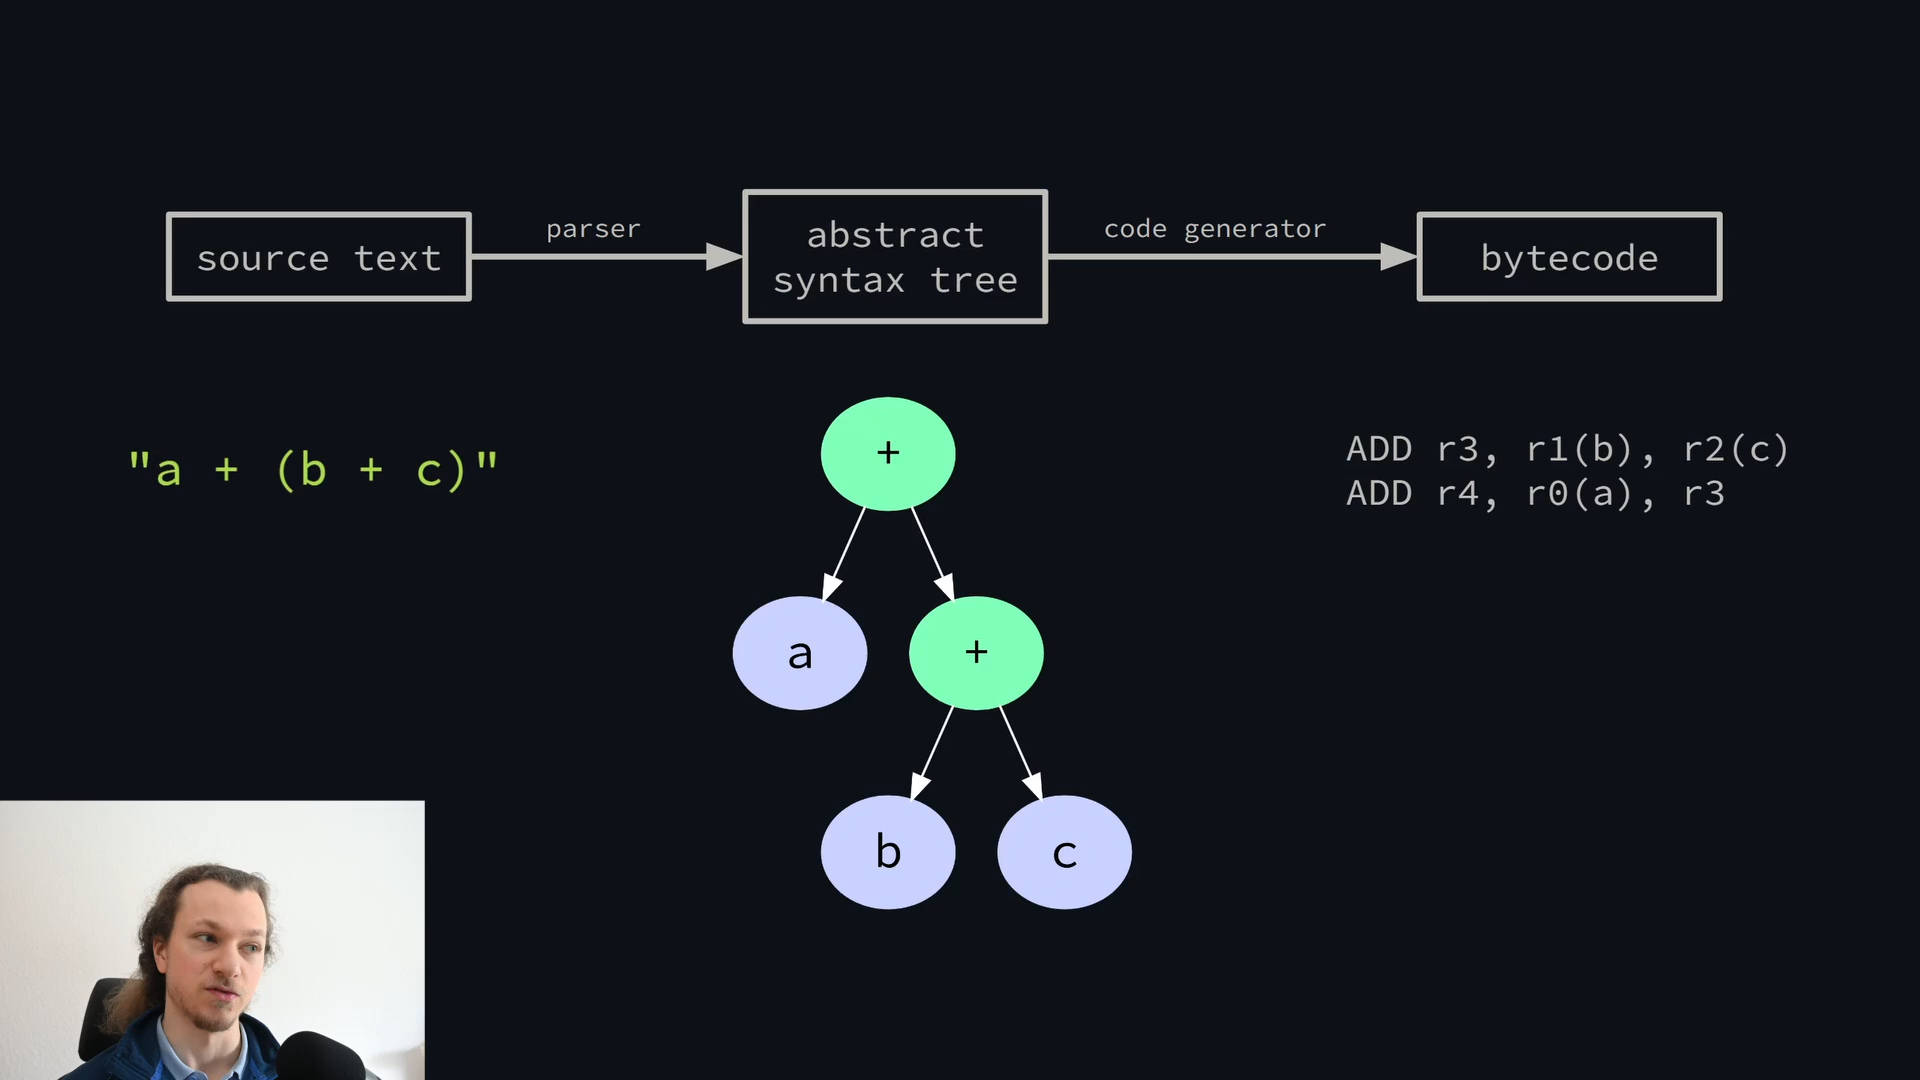 source text
parser
abstract
syntax tree
code generator
bytecode
"a + (b + c)"
+
a
+
b
c
ADD r3, r1(b), r2(c)
ADD r4, r0(a), r3